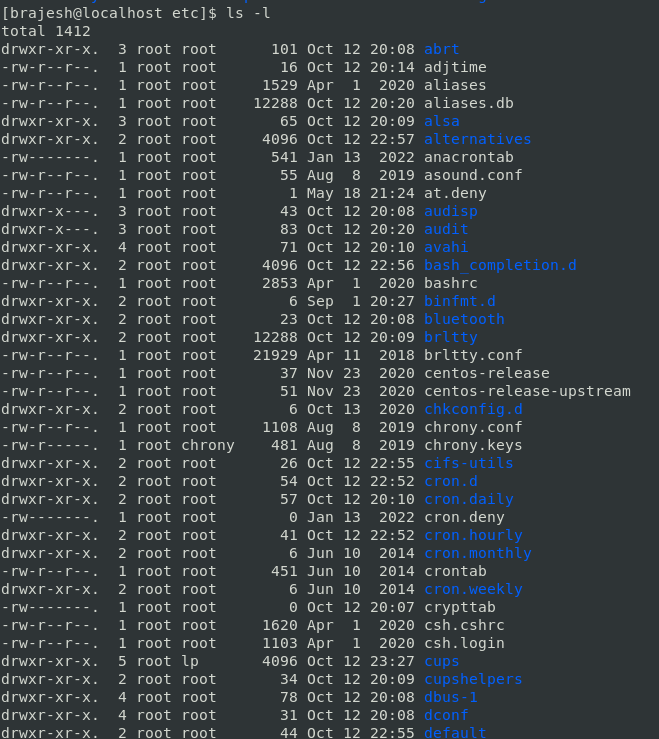 [brajesh@localhost etc]$ ls -l
total 1412
drwxr-xr-x.  3 root root      101 Oct 12 20:08 abrt
-rw-r--r--.  1 root root       16 Oct 12 20:14 adjtime
-rw-r--r--.  1 root root     1529 Apr  1  2020 aliases
-rw-r--r--.  1 root root    12288 Oct 12 20:20 aliases.db
drwxr-xr-x.  3 root root       65 Oct 12 20:09 alsa
drwxr-xr-x.  2 root root     4096 Oct 12 22:57 alternatives
-rw-------.  1 root root      541 Jan 13  2022 anacrontab
-rw-r--r--.  1 root root       55 Aug  8  2019 asound.conf
-rw-r--r--.  1 root root        1 May 18 21:24 at.deny
drwxr-x---.  3 root root       43 Oct 12 20:08 audisp
drwxr-x---.  3 root root       83 Oct 12 20:20 audit
drwxr-xr-x.  4 root root       71 Oct 12 20:10 avahi
drwxr-xr-x.  2 root root     4096 Oct 12 22:56 bash_completion.d
-rw-r--r--.  1 root root     2853 Apr  1  2020 bashrc
drwxr-xr-x.  2 root root        6 Sep  1 20:27 binfmt.d
drwxr-xr-x.  2 root root       23 Oct 12 20:08 bluetooth
drwxr-xr-x.  2 root root    12288 Oct 12 20:09 brltty
-rw-r--r--.  1 root root    21929 Apr 11  2018 brltty.conf
-rw-r--r--.  1 root root       37 Nov 23  2020 centos-release
-rw-r--r--.  1 root root       51 Nov 23  2020 centos-release-upstream
drwxr-xr-x.  2 root root        6 Oct 13  2020 chkconfig.d
-rw-r--r--.  1 root root     1108 Aug  8  2019 chrony.conf
-rw-r-----.  1 root chrony    481 Aug  8  2019 chrony.keys
drwxr-xr-x.  2 root root       26 Oct 12 22:55 cifs-utils
drwxr-xr-x.  2 root root       54 Oct 12 22:52 cron.d
drwxr-xr-x.  2 root root       57 Oct 12 20:10 cron.daily
-rw-------.  1 root root        0 Jan 13  2022 cron.deny
drwxr-xr-x.  2 root root       41 Oct 12 22:52 cron.hourly
drwxr-xr-x.  2 root root        6 Jun 10  2014 cron.monthly
-rw-r--r--.  1 root root      451 Jun 10  2014 crontab
drwxr-xr-x.  2 root root        6 Jun 10  2014 cron.weekly
-rw-------.  1 root root        0 Oct 12 20:07 crypttab
-rw-r--r--.  1 root root     1620 Apr  1  2020 csh.cshrc
-rw-r--r--.  1 root root     1103 Apr  1  2020 csh.login
drwxr-xr-x.  5 root lp       4096 Oct 12 23:27 cups
drwxr-xr-x.  2 root root       34 Oct 12 20:09 cupshelpers
drwxr-xr-x.  4 root root       78 Oct 12 20:08 dbus-1
drwxr-xr-x.  4 root root       31 Oct 12 20:08 dconf
drwxr-xr-x.  2 root root       44 Oct 12 22:55 default